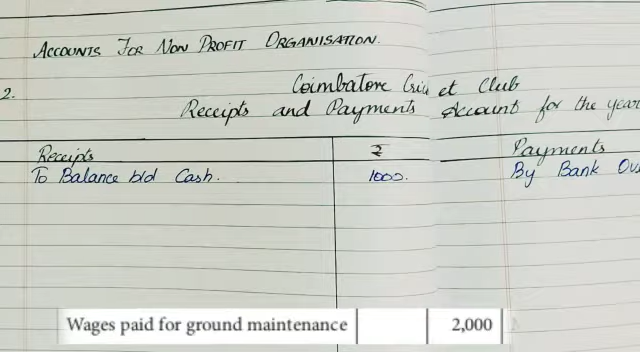 ACCOUNTS FOR NON PROFIT ORGANISATION.
2.
Coimbatore Club
Receipts and Payments Account for the year
Receipts ₹ Payments
To Balance b/d Cash. 1000. By Bank
Wages paid for ground maintenance 2,000